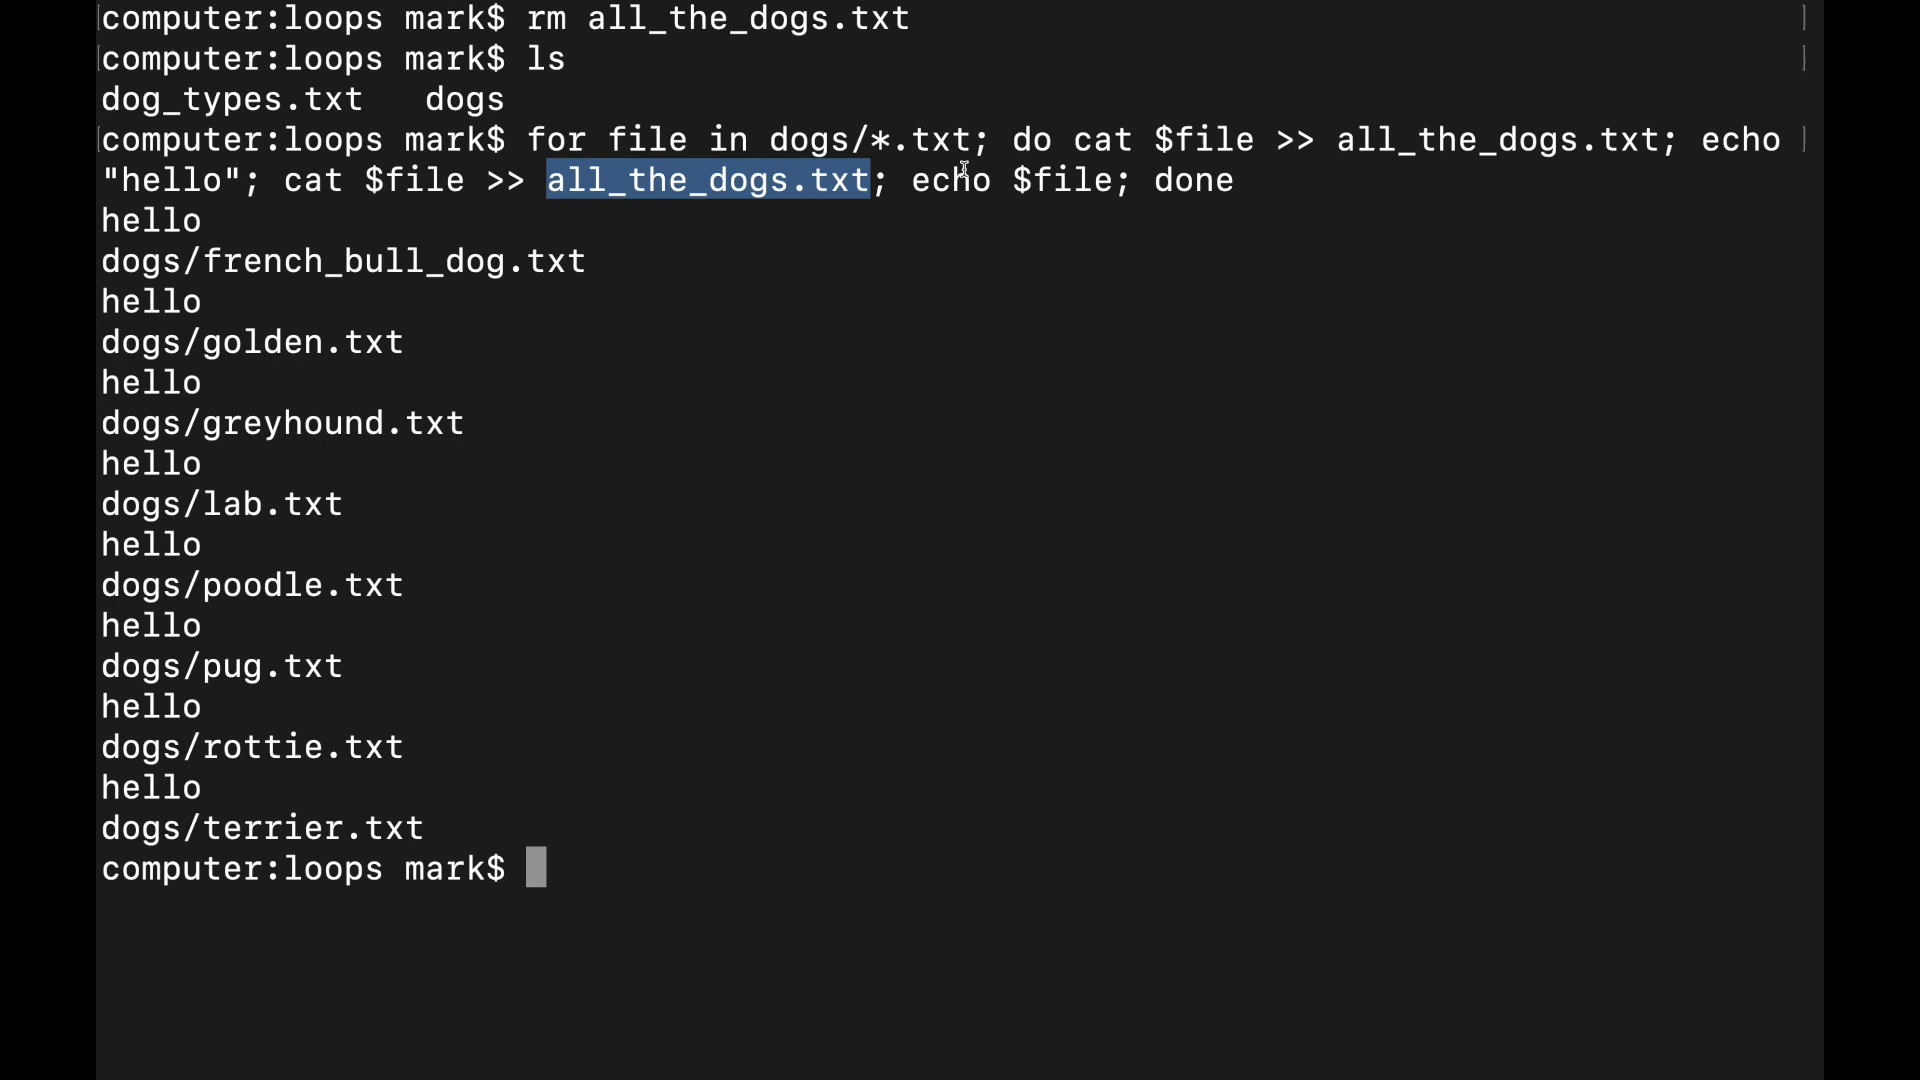 computer:loops mark$ rm all_the_dogs.txt
computer:loops mark$ ls
dog_types.txt   dogs
computer:loops mark$ for file in dogs/*.txt; do cat $file >> all_the_dogs.txt; echo
"hello"; cat $file >> all_the_dogs.txt; echo $file; done
hello
dogs/french_bull_dog.txt
hello
dogs/golden.txt
hello
dogs/greyhound.txt
hello
dogs/lab.txt
hello
dogs/poodle.txt
hello
dogs/pug.txt
hello
dogs/rottie.txt
hello
dogs/terrier.txt
computer:loops mark$